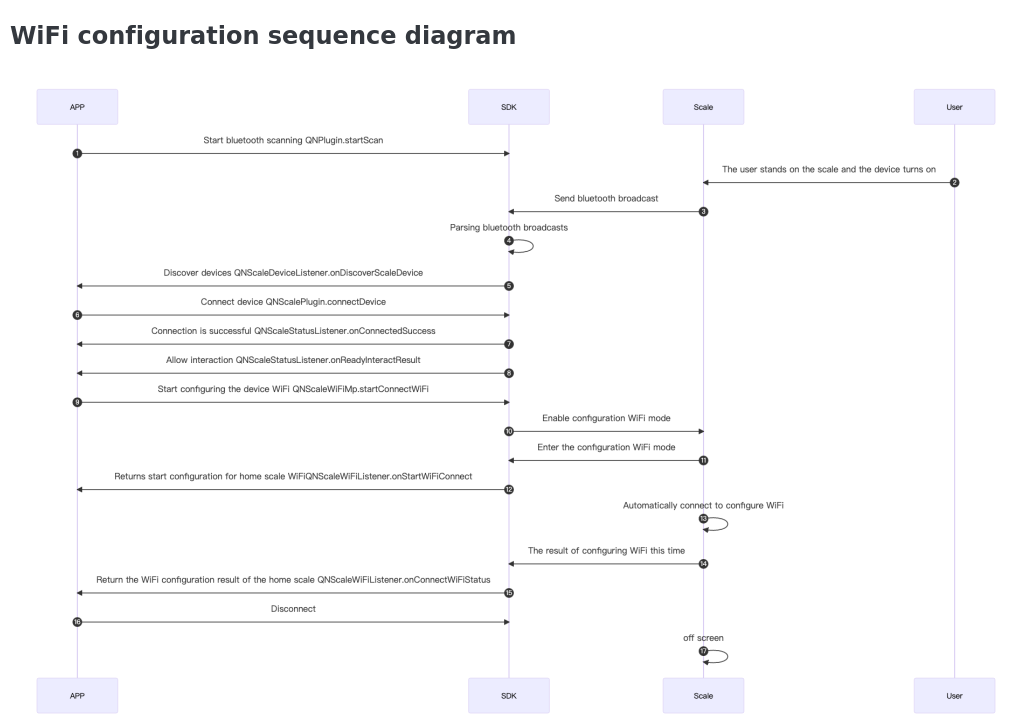 WiFi configuration sequence diagram
APP
SDK
Scale
User
Start bluetooth scanning QNPlugin.startScan
1
The user stands on the scale and the device turns on
2
Send bluetooth broadcast
3
Parsing bluetooth broadcasts
4
Discover devices QNScaleDeviceListener.onDiscoverScaleDevice
5
Connect device QNScalePlugin.connectDevice
6
Connection is successful QNScaleStatusListener.onConnectedSuccess
7
Allow interaction QNScaleStatusListener.onReadyInteractResult
8
Start configuring the device WiFi QNScaleWiFiMp.startConnectWiFi
9
Enable configuration WiFi mode
10
Enter the configuration WiFi mode
11
Returns start configuration for home scale WiFiQNScaleWiFiListener.onStartWiFiConnect
12
Automatically connect to configure WiFi
13
The result of configuring WiFi this time
14
Return the WiFi configuration result of the home scale QNScaleWiFiListener.onConnectWiFiStatus
15
Disconnect
16
off screen
17
APP
SDK
Scale
User